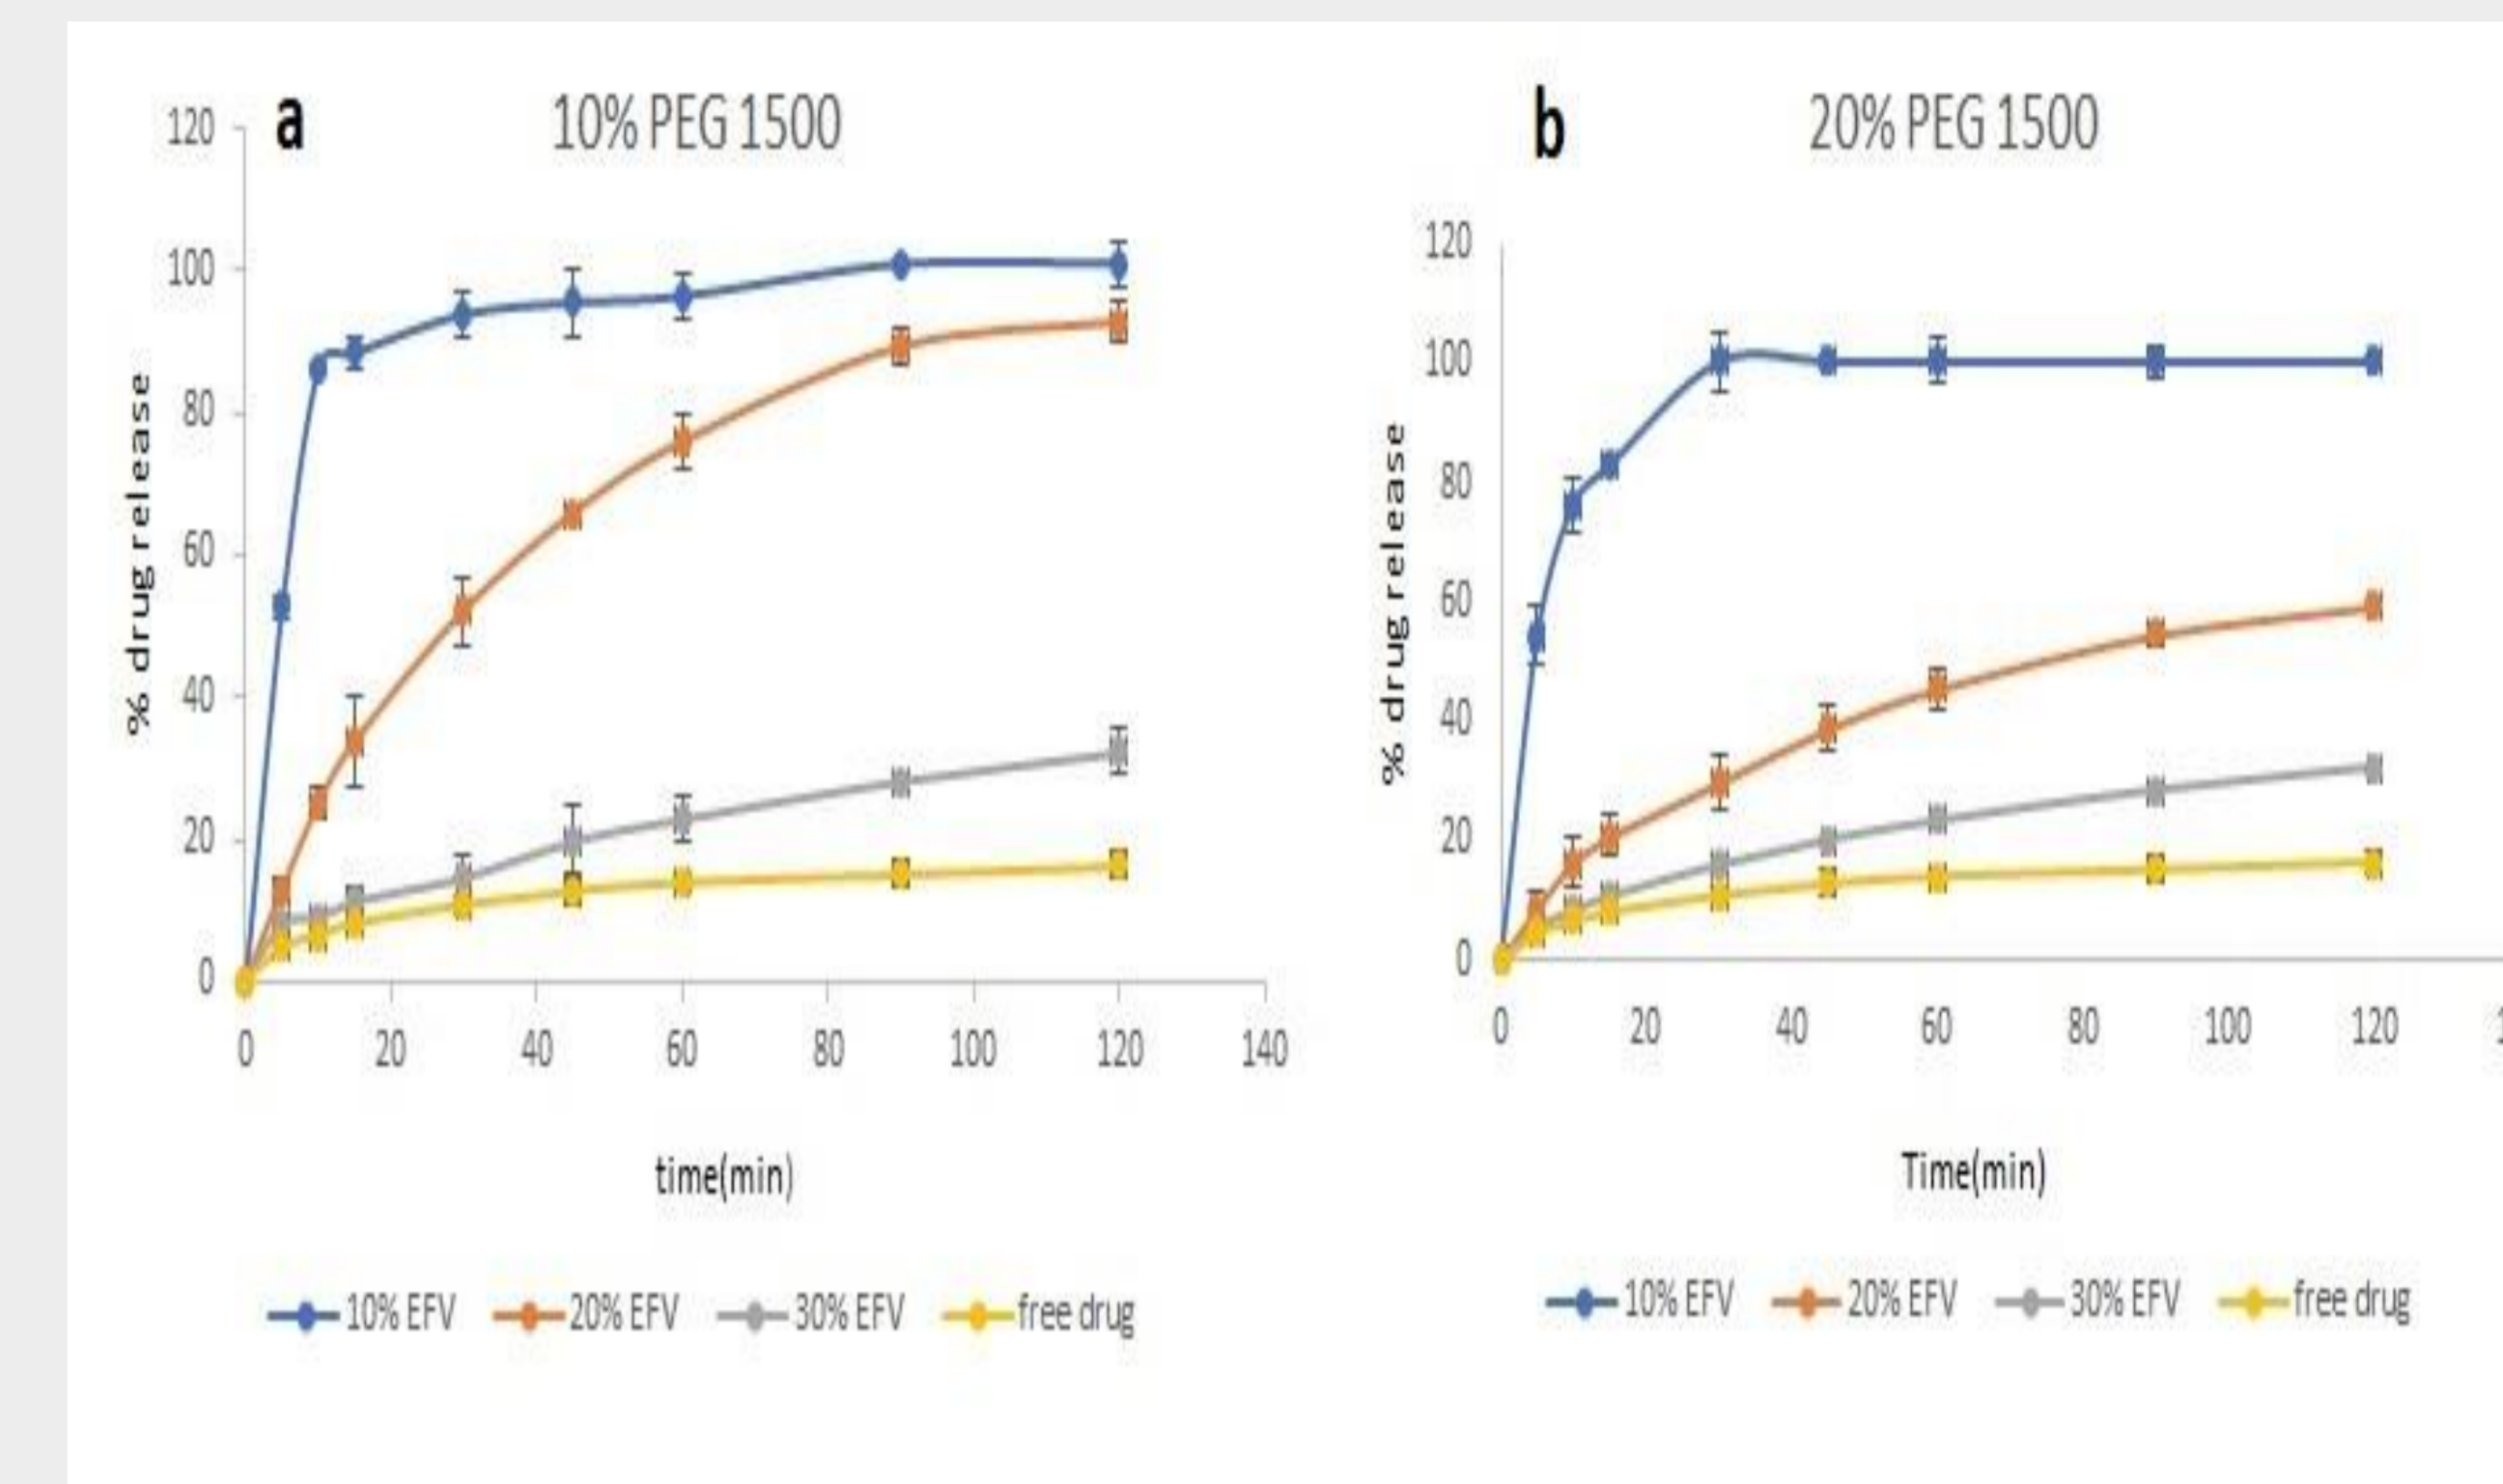 a
10% PEG 1500
120
100
80
60
40
20
0
% drug release
0 20 40 60 80 100 120 140
time(min)
10% EFV 20% EFV 30% EFV free drug
b
20% PEG 1500
120
100
80
60
40
20
0
% drug release
0 20 40 60 80 100 120
Time(min)
10% EFV 20% EFV 30% EFV free drug